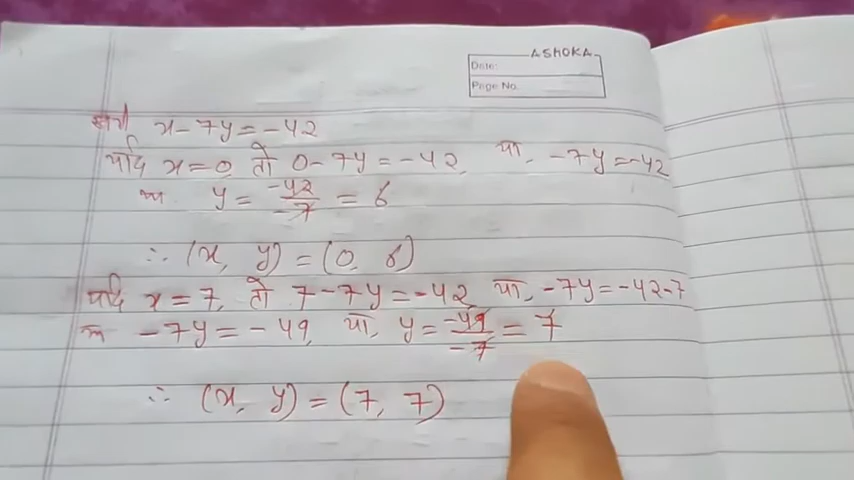 ASHOKA
Date:
Page No.
x - 7y = -42
यदि x = 0, तो 0 - 7y = -42, या, -7y = -42
y = -42/-7 = 6
∴ (x, y) = (0, 6)
यदि x = 7, तो 7 - 7y = -42, या, -7y = -42-7
-7y = -49, या, y = -49/-7 = 7
∴ (x, y) = (7, 7)